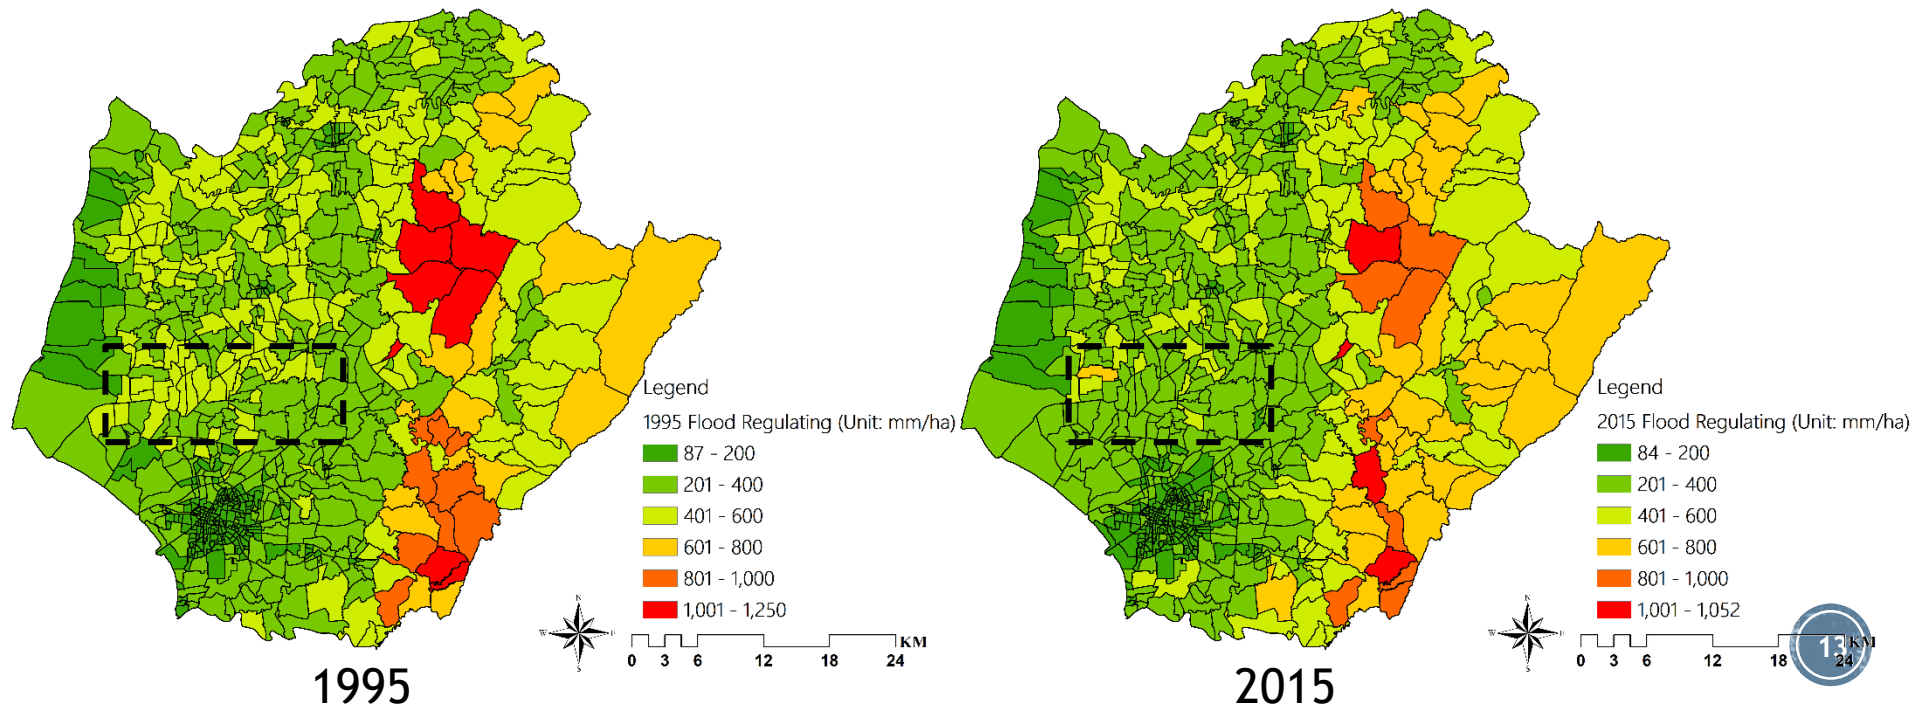 Legend
1995 Flood Regulating (Unit: mm/ha)
87 - 200
201 - 400
401 - 600
601 - 800
801 - 1,000
1,001 - 1,250
N
W E
S
KM
0 3 6 12 18 24
1995
Legend
2015 Flood Regulating (Unit: mm/ha)
84 - 200
201 - 400
401 - 600
601 - 800
801 - 1,000
1,001 - 1,052
N
W E
S
KM
0 3 6 12 18 24
13
2015